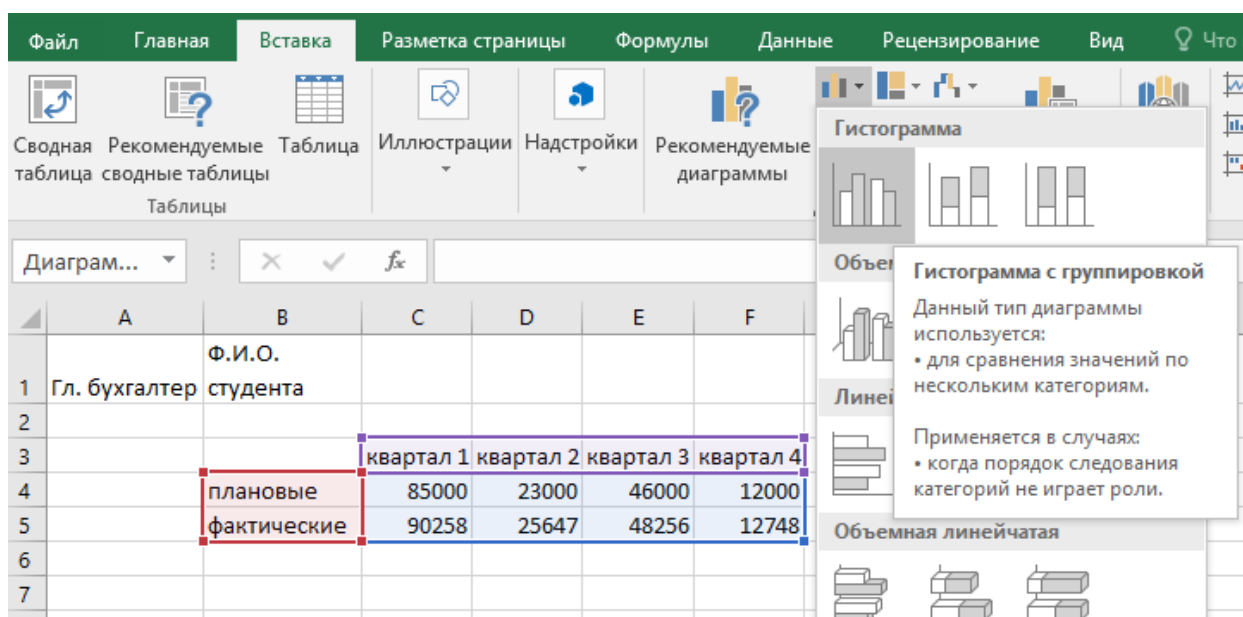 Файл Главная Вставка Разметка страницы Формулы Данные Рецензирование Вид Что
Сводная Рекомендуемые Таблица Иллюстрации Надстройки Рекомендуемые
таблица сводные таблицы диаграммы
Таблицы
Гистограмма
Диаграм... fx
Гистограмма с группировкой
Данный тип диаграммы
используется:
• для сравнения значений по
нескольким категориям.
Применяется в случаях:
• когда порядок следования
категорий не играет роли.
Объемная линейчатая
A B C D E F
Ф.И.О.
1 Гл. бухгалтер студента
2
3 квартал 1 квартал 2 квартал 3 квартал 4
4 плановые 85000 23000 46000 12000
5 фактические 90258 25647 48256 12748
6
7